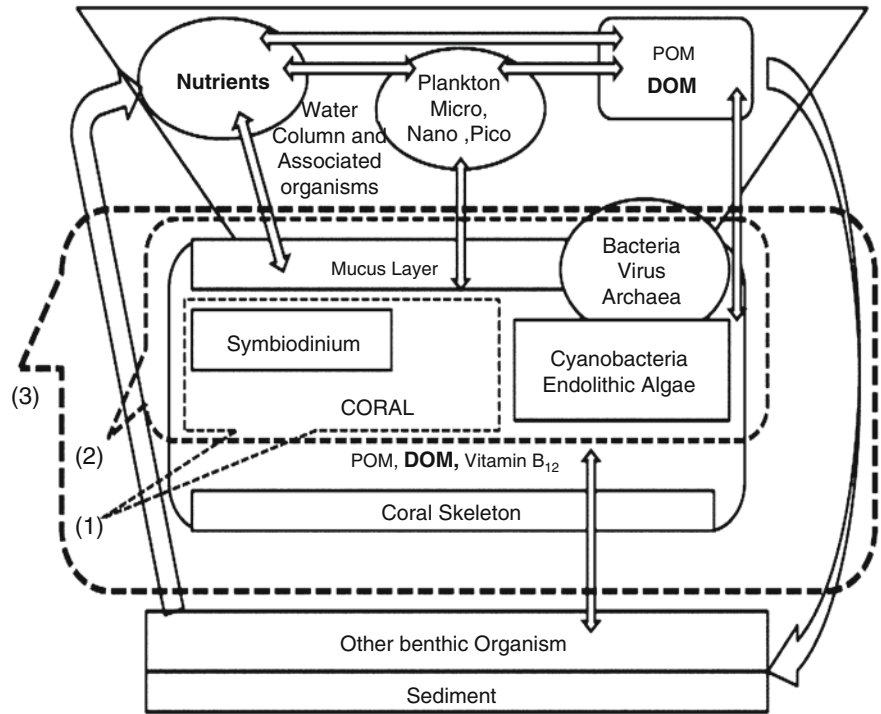 Nutrients
Plankton
Micro,
Nano ,Pico
POM
DOM
Water
Column and
Associated
organisms
Bacteria
Virus
Archaea
Mucus Layer
Symbiodinium
Cyanobacteria
Endolithic Algae
CORAL
(3)
(2)
(1)
POM, DOM, Vitamin B12
Coral Skeleton
Other benthic Organism
Sediment